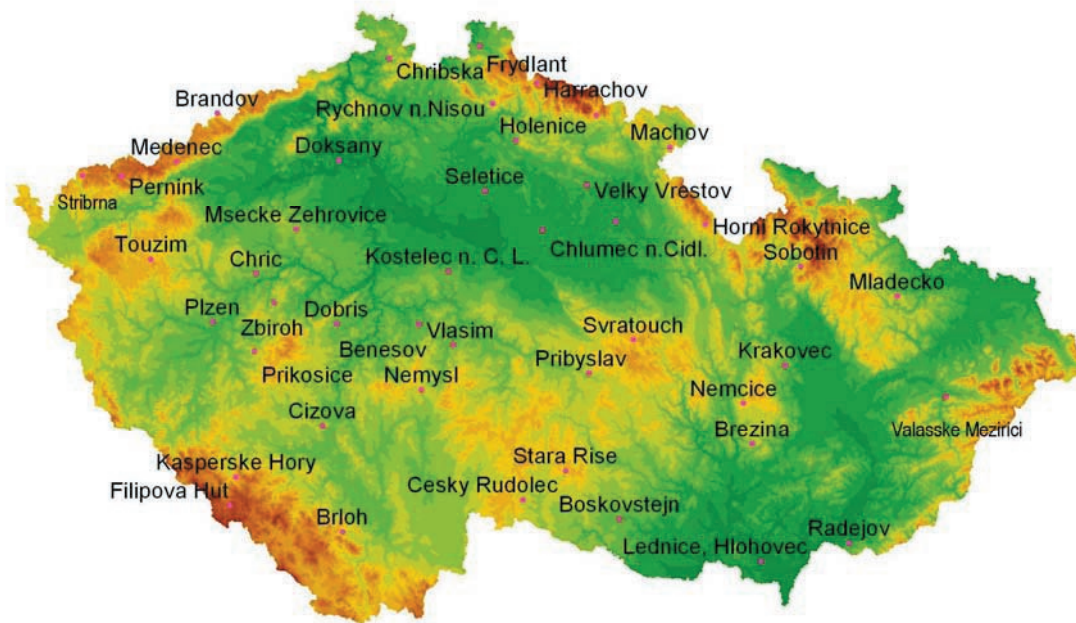 Frydlant
Chribska
Harrachov
Brandov
Rychnov n.Nisou
Holenice
Machov
Medenec
Doksany
Pernink
Seletice
Velky Vrestov
Stribrna
Msecke Zehrovice
Horni Rokytnice
Touzim
Kostelec n. C. L.
Chlumec n.Cidl.
Sobotin
Chric
Mladecko
Plzen
Dobris
Zbiroh
Vlasim
Svratouch
Benesov
Pribyslav
Krakovec
Prikosice
Nemysl
Nemcice
Cizova
Brezina
Valasske Mezirici
Kasperske Hory
Stara Rise
Filipova Hut
Cesky Rudolec
Boskovstejn
Brloh
Radejov
Lednice, Hlohovec